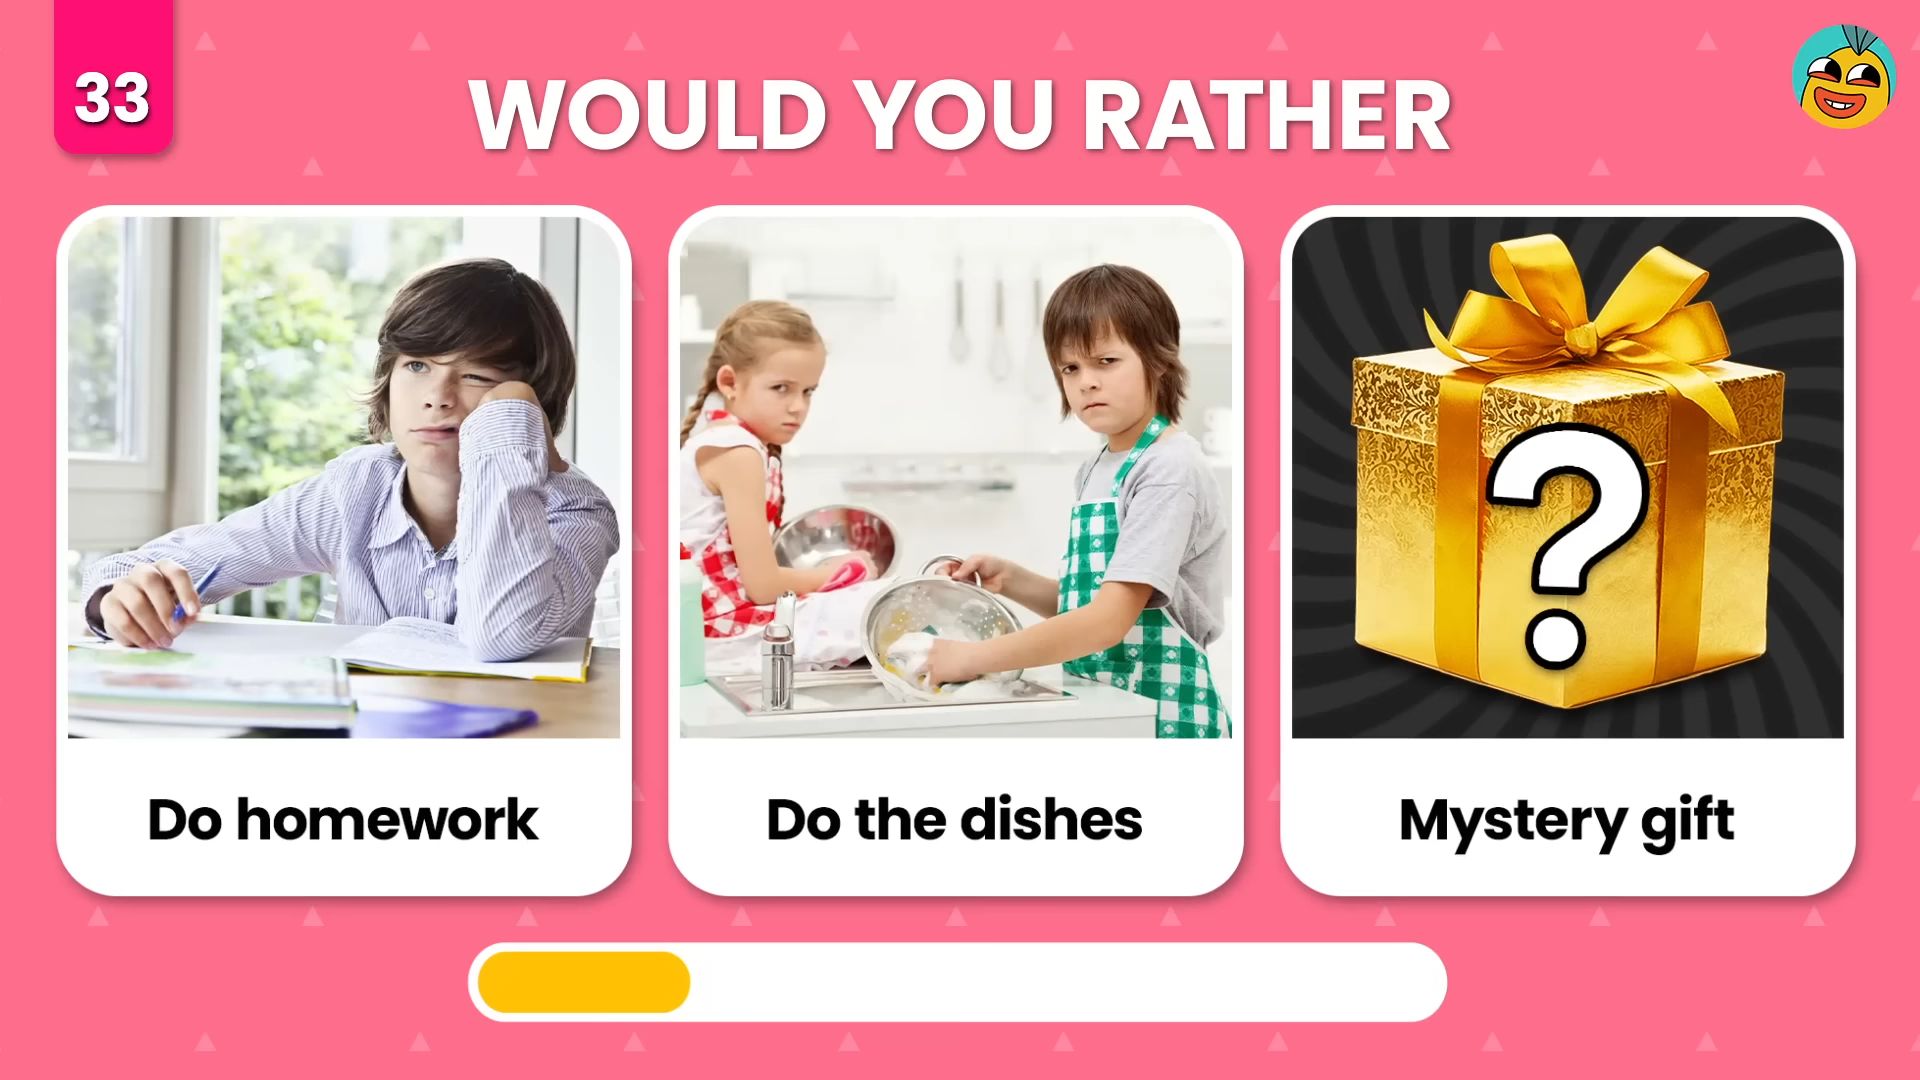 33
WOULD YOU RATHER
?
Do homework
Do the dishes
Mystery gift